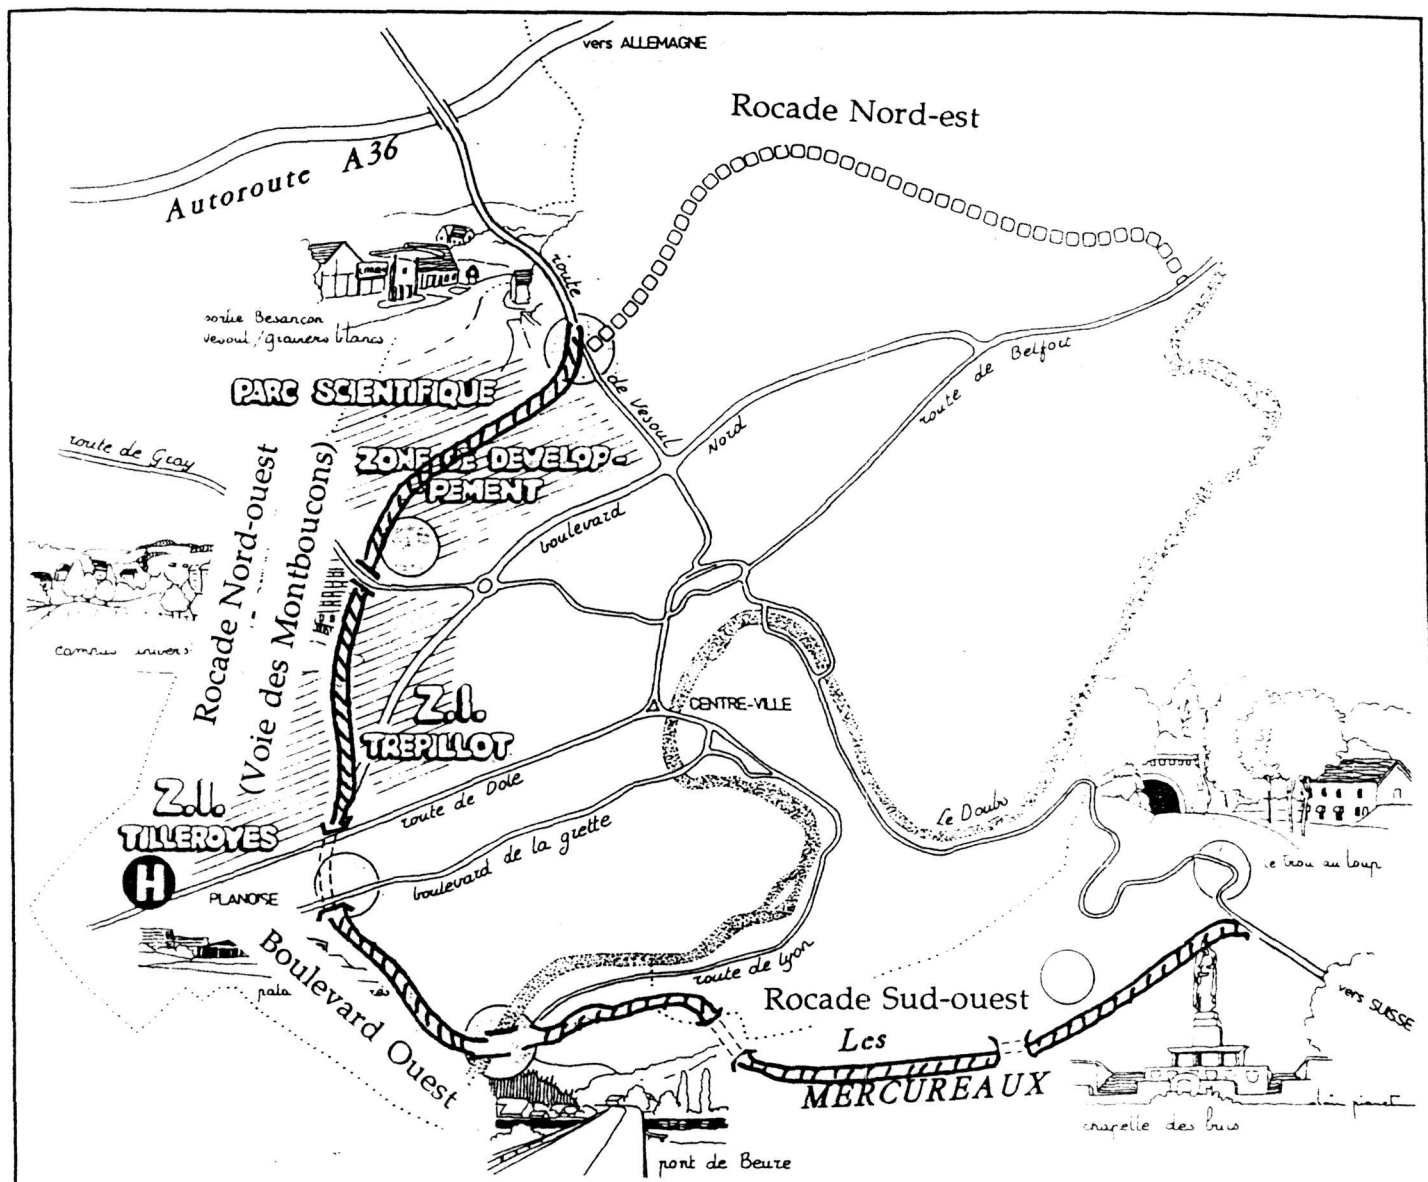 vers ALLEMAGNE
Rocade Nord-est
Autoroute A36
route
sortie Besançon
vesoul/graviers blancs
PARC SCIENTIFIQUE
de Vesoul
Nord
route de Belfort
route de Gray
ZONE DE DEVELOP-
PEMENT
boulevard
Rocade Nord-ouest
(Voie des Montboucons)
campus univers
Z.I.
TREPILLOT
CENTRE-VILLE
Z.I.
TILLEROYES
route de Dole
Le Doubs
boulevard de la grette
le trou au loup
H
PLANOISE
Boulevard Ouest
pala
route de Lyon
Rocade Sud-ouest
Les
MERCUREAUX
vers SUISSE
chapelle des buis
pont de Beure